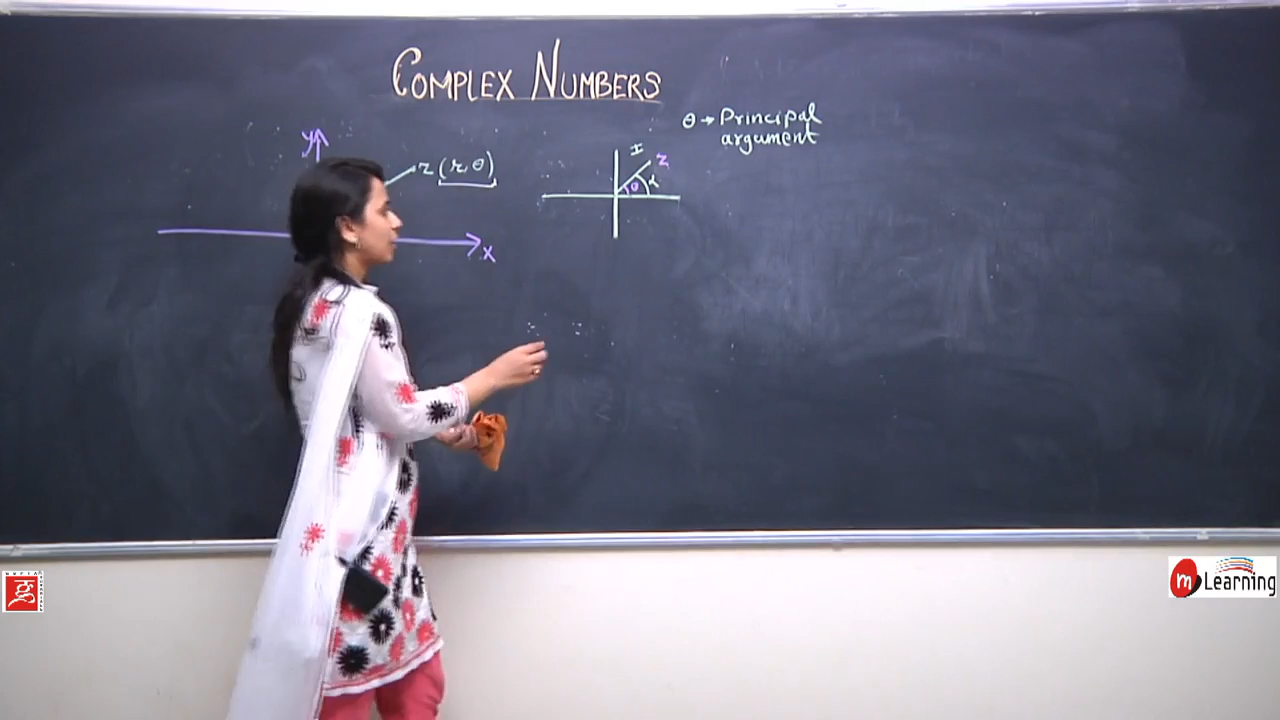 COMPLEX NUMBERS
θ → Principal
argument
y
z (r, θ)
I
z
θ α
x
m Learning